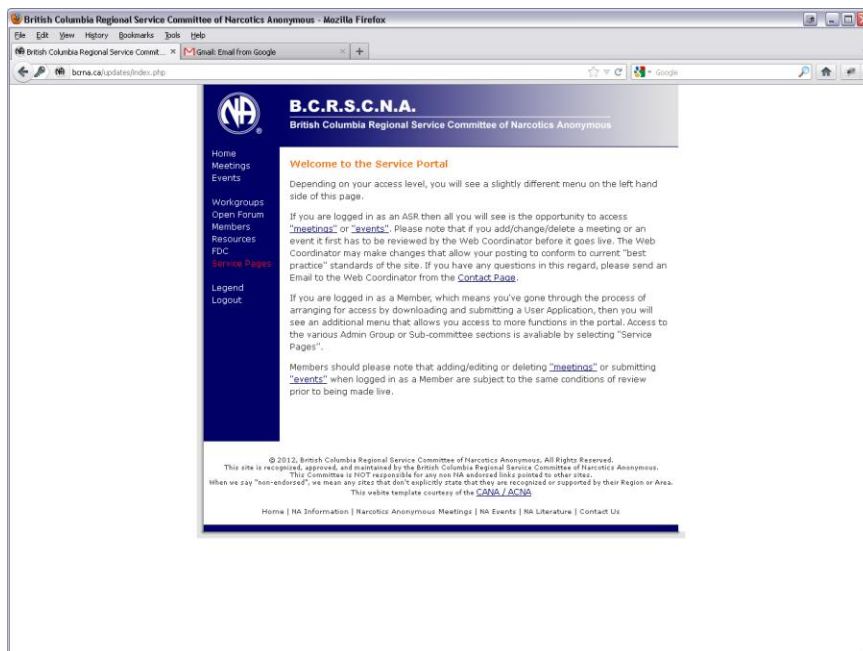 British Columbia Regional Service Committee of Narcotics Anonymous - Mozilla Firefox
File Edit View History Bookmarks Tools Help
British Columbia Regional Service Commit... × Gmail: Email from Google × +
bcrna.ca/updates/index.php Google
NA
B.C.R.S.C.N.A.
British Columbia Regional Service Committee of Narcotics Anonymous
Home
Meetings
Events
Workgroups
Open Forum
Members
Resources
FDC
Service Pages
Legend
Logout
Welcome to the Service Portal
Depending on your access level, you will see a slightly different menu on the left hand
side of this page.
If you are logged in as an ASR then all you will see is the opportunity to access
"meetings" or "events". Please note that if you add/change/delete a meeting or an
event it first has to be reviewed by the Web Coordinator before it goes live. The Web
Coordinator may make changes that allow your posting to conform to current "best
practice" standards of the site. If you have any questions in this regard, please send an
Email to the Web Coordinator from the Contact Page.
If you are logged in as a Member, which means you've gone through the process of
arranging for access by downloading and submitting a User Application, then you will
see an additional menu that allows you access to more functions in the portal. Access to
the various Admin Group or Sub-committee sections is avaliable by selecting "Service
Pages".
Members should please note that adding/editing or deleting "meetings" or submitting
"events" when logged in as a Member are subject to the same conditions of review
prior to being made live.
© 2012, British Columbia Regional Service Committee of Narcotics Anonymous, All Rights Reserved.
This site is recognized, approved, and maintained by the British Columbia Regional Service Committee of Narcotics Anonymous.
This Committee is NOT responsible for any non NA endorsed links pointed to other sites.
When we say "non-endorsed", we mean any sites that don't explicitly state that they are recognized or supported by their Region or Area.
This webite template courtesy of the CANA / ACNA
Home | NA Information | Narcotics Anonymous Meetings | NA Events | NA Literature | Contact Us